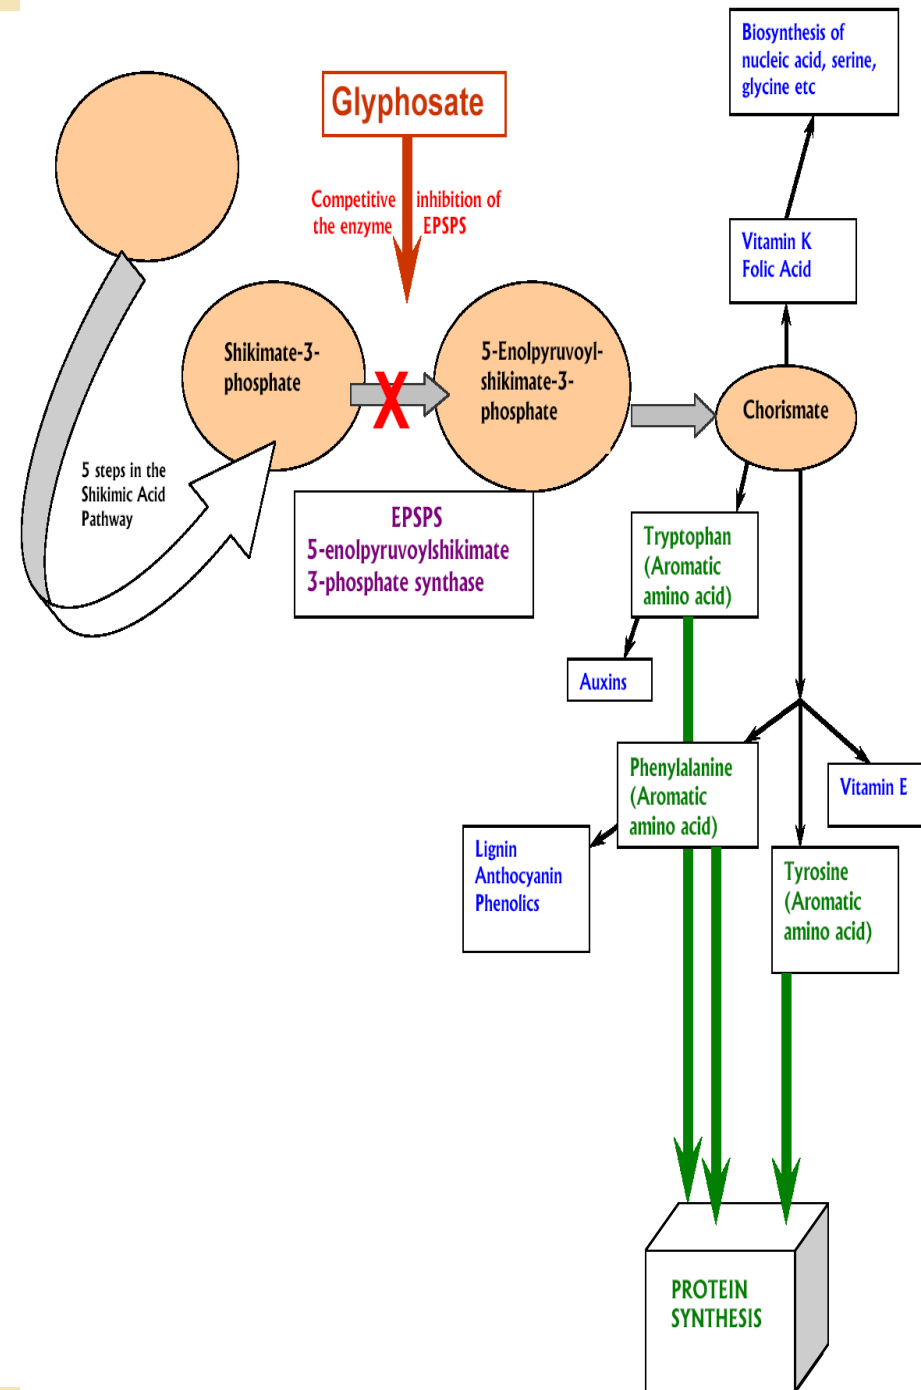 Biosynthesis of
nucleic acid, serine,
glycine etc
Glyphosate
Competitive inhibition of
the enzyme EPSPS
Vitamin K
Folic Acid
Shikimate-3-
phosphate
5-Enolpyruvoyl-
shikimate-3-
phosphate
X
Chorismate
5 steps in the
Shikimic Acid
Pathway
EPSPS
5-enolpyruvoylshikimate
3-phosphate synthase
Tryptophan
(Aromatic
amino acid)
Auxins
Phenylalanine
(Aromatic
amino acid)
Vitamin E
Lignin
Anthocyanin
Phenolics
Tyrosine
(Aromatic
amino acid)
PROTEIN
SYNTHESIS